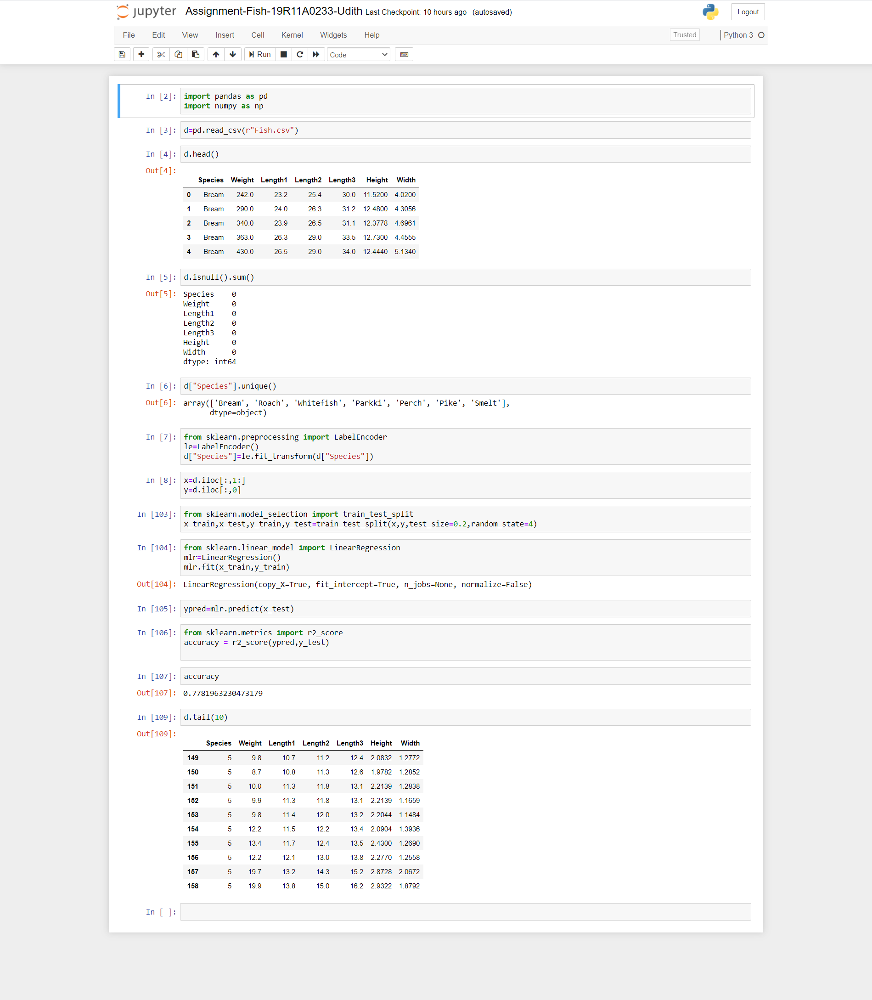 jupyter Assignment-Fish-19R11A0233-Udith Last Checkpoint: 10 hours ago (autosaved) Logout
File Edit View Insert Cell Kernel Widgets Help Trusted Python 3
Run Code
In [2]: import pandas as pd
import numpy as np
In [3]: d=pd.read_csv(r"Fish.csv")
In [4]: d.head()
Out[4]:
Species Weight Length1 Length2 Length3 Height Width
0 Bream 242.0 23.2 25.4 30.0 11.5200 4.0200
1 Bream 290.0 24.0 26.3 31.2 12.4800 4.3056
2 Bream 340.0 23.9 26.5 31.1 12.3778 4.6961
3 Bream 363.0 26.3 29.0 33.5 12.7300 4.4555
4 Bream 430.0 26.5 29.0 34.0 12.4440 5.1340
In [5]: d.isnull().sum()
Out[5]: Species 0
Weight 0
Length1 0
Length2 0
Length3 0
Height 0
Width 0
dtype: int64
In [6]: d["Species"].unique()
Out[6]: array(['Bream', 'Roach', 'Whitefish', 'Parkki', 'Perch', 'Pike', 'Smelt'],
dtype=object)
In [7]: from sklearn.preprocessing import LabelEncoder
le=LabelEncoder()
d["Species"]=le.fit_transform(d["Species"])
In [8]: x=d.iloc[:,1:]
y=d.iloc[:,0]
In [103]: from sklearn.model_selection import train_test_split
x_train,x_test,y_train,y_test=train_test_split(x,y,test_size=0.2,random_state=4)
In [104]: from sklearn.linear_model import LinearRegression
mlr=LinearRegression()
mlr.fit(x_train,y_train)
Out[104]: LinearRegression(copy_X=True, fit_intercept=True, n_jobs=None, normalize=False)
In [105]: ypred=mlr.predict(x_test)
In [106]: from sklearn.metrics import r2_score
accuracy = r2_score(ypred,y_test)
In [107]: accuracy
Out[107]: 0.7781963230473179
In [109]: d.tail(10)
Out[109]:
Species Weight Length1 Length2 Length3 Height Width
149 5 9.8 10.7 11.2 12.4 2.0832 1.2772
150 5 8.7 10.8 11.3 12.6 1.9782 1.2852
151 5 10.0 11.3 11.8 13.1 2.2139 1.2838
152 5 9.9 11.3 11.8 13.1 2.2139 1.1659
153 5 9.8 11.4 12.0 13.2 2.2044 1.1484
154 5 12.2 11.5 12.2 13.4 2.0904 1.3936
155 5 13.4 11.7 12.4 13.5 2.4300 1.2690
156 5 12.2 12.1 13.0 13.8 2.2770 1.2558
157 5 19.7 13.2 14.3 15.2 2.8728 2.0672
158 5 19.9 13.8 15.0 16.2 2.9322 1.8792
In [ ]: